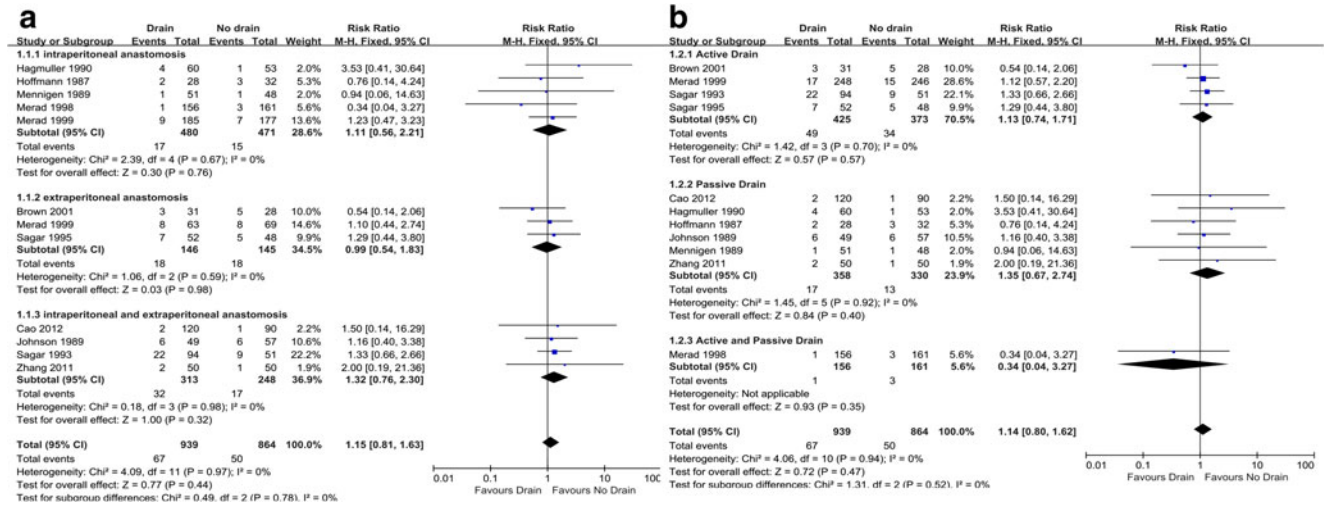 a
Drain No drain Risk Ratio Risk Ratio
Study or Subgroup Events Total Events Total Weight M-H, Fixed, 95% CI M-H, Fixed, 95% CI
1.1.1 intraperitoneal anastomosis
Hagmuller 1990 4 60 1 53 2.0% 3.53 [0.41, 30.64]
Hoffmann 1987 2 28 3 32 5.3% 0.76 [0.14, 4.24]
Mennigen 1989 1 51 1 48 2.0% 0.94 [0.06, 14.63]
Merad 1998 1 156 3 161 5.6% 0.34 [0.04, 3.27]
Merad 1999 9 185 7 177 13.6% 1.23 [0.47, 3.23]
Subtotal (95% CI) 480 471 28.6% 1.11 [0.56, 2.21]
Total events 17 15
Heterogeneity: Chi² = 2.39, df = 4 (P = 0.67); I² = 0%
Test for overall effect: Z = 0.30 (P = 0.76)
1.1.2 extraperitoneal anastomosis
Brown 2001 3 31 5 28 10.0% 0.54 [0.14, 2.06]
Merad 1999 8 63 8 69 14.6% 1.10 [0.44, 2.74]
Sagar 1995 7 52 5 48 9.9% 1.29 [0.44, 3.80]
Subtotal (95% CI) 146 145 34.5% 0.99 [0.54, 1.83]
Total events 18 18
Heterogeneity: Chi² = 1.06, df = 2 (P = 0.59); I² = 0%
Test for overall effect: Z = 0.03 (P = 0.98)
1.1.3 intraperitoneal and extraperitoneal anastomosis
Cao 2012 2 120 1 90 2.2% 1.50 [0.14, 16.29]
Johnson 1989 6 49 6 57 10.6% 1.16 [0.40, 3.38]
Sagar 1993 22 94 9 51 22.2% 1.33 [0.66, 2.66]
Zhang 2011 2 50 1 50 1.9% 2.00 [0.19, 21.36]
Subtotal (95% CI) 313 248 36.9% 1.32 [0.76, 2.30]
Total events 32 17
Heterogeneity: Chi² = 0.18, df = 3 (P = 0.98); I² = 0%
Test for overall effect: Z = 1.00 (P = 0.32)
Total (95% CI) 939 864 100.0% 1.15 [0.81, 1.63]
Total events 67 50
Heterogeneity: Chi² = 4.09, df = 11 (P = 0.97); I² = 0%
Test for overall effect: Z = 0.77 (P = 0.44)
Test for subgroup differences: Chi² = 0.49, df = 2 (P = 0.78), I² = 0%
0.01 0.1 1 10 100
Favours Drain Favours No Drain
b
Drain No drain Risk Ratio Risk Ratio
Study or Subgroup Events Total Events Total Weight M-H, Fixed, 95% CI M-H, Fixed, 95% CI
1.2.1 Active Drain
Brown 2001 3 31 5 28 10.0% 0.54 [0.14, 2.06]
Merad 1999 17 248 15 246 28.6% 1.12 [0.57, 2.20]
Sagar 1993 22 94 9 51 22.1% 1.33 [0.66, 2.66]
Sagar 1995 7 52 5 48 9.9% 1.29 [0.44, 3.80]
Subtotal (95% CI) 425 373 70.5% 1.13 [0.74, 1.71]
Total events 49 34
Heterogeneity: Chi² = 1.42, df = 3 (P = 0.70); I² = 0%
Test for overall effect: Z = 0.57 (P = 0.57)
1.2.2 Passive Drain
Cao 2012 2 120 1 90 2.2% 1.50 [0.14, 16.29]
Hagmuller 1990 4 60 1 53 2.0% 3.53 [0.41, 30.64]
Hoffmann 1987 2 28 3 32 5.3% 0.76 [0.14, 4.24]
Johnson 1989 6 49 6 57 10.5% 1.16 [0.40, 3.38]
Mennigen 1989 1 51 1 48 2.0% 0.94 [0.06, 14.63]
Zhang 2011 2 50 1 50 1.9% 2.00 [0.19, 21.36]
Subtotal (95% CI) 358 330 23.9% 1.35 [0.67, 2.74]
Total events 17 13
Heterogeneity: Chi² = 1.45, df = 5 (P = 0.92); I² = 0%
Test for overall effect: Z = 0.84 (P = 0.40)
1.2.3 Active and Passive Drain
Merad 1998 1 156 3 161 5.6% 0.34 [0.04, 3.27]
Subtotal (95% CI) 156 161 5.6% 0.34 [0.04, 3.27]
Total events 1 3
Heterogeneity: Not applicable
Test for overall effect: Z = 0.93 (P = 0.35)
Total (95% CI) 939 864 100.0% 1.14 [0.80, 1.62]
Total events 67 50
Heterogeneity: Chi² = 4.06, df = 10 (P = 0.94); I² = 0%
Test for overall effect: Z = 0.72 (P = 0.47)
Test for subgroup differences: Chi² = 1.31, df = 2 (P = 0.52), I² = 0%
0.01 0.1 1 10 100
Favours Drain Favours No Drain